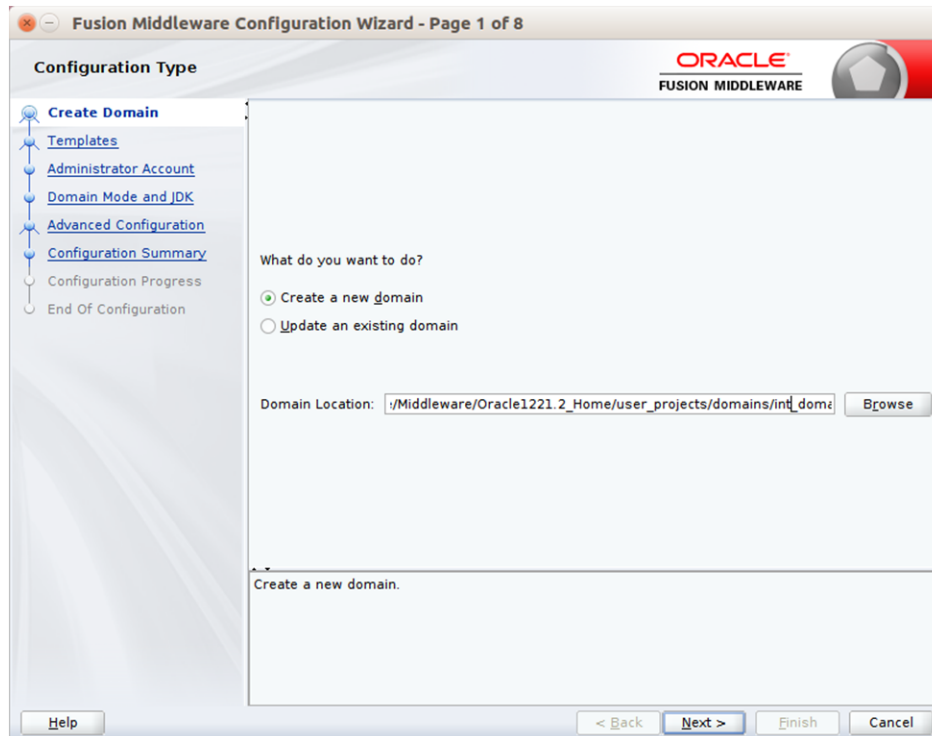 Fusion Middleware Configuration Wizard - Page 1 of 8
Configuration Type
ORACLE
FUSION MIDDLEWARE
Create Domain
Templates
Administrator Account
Domain Mode and JDK
Advanced Configuration
Configuration Summary
Configuration Progress
End Of Configuration
What do you want to do?
Create a new domain
Update an existing domain
Domain Location: /Middleware/Oracle1221.2_Home/user_projects/domains/int_doma Browse
Create a new domain.
Help < Back Next > Finish Cancel